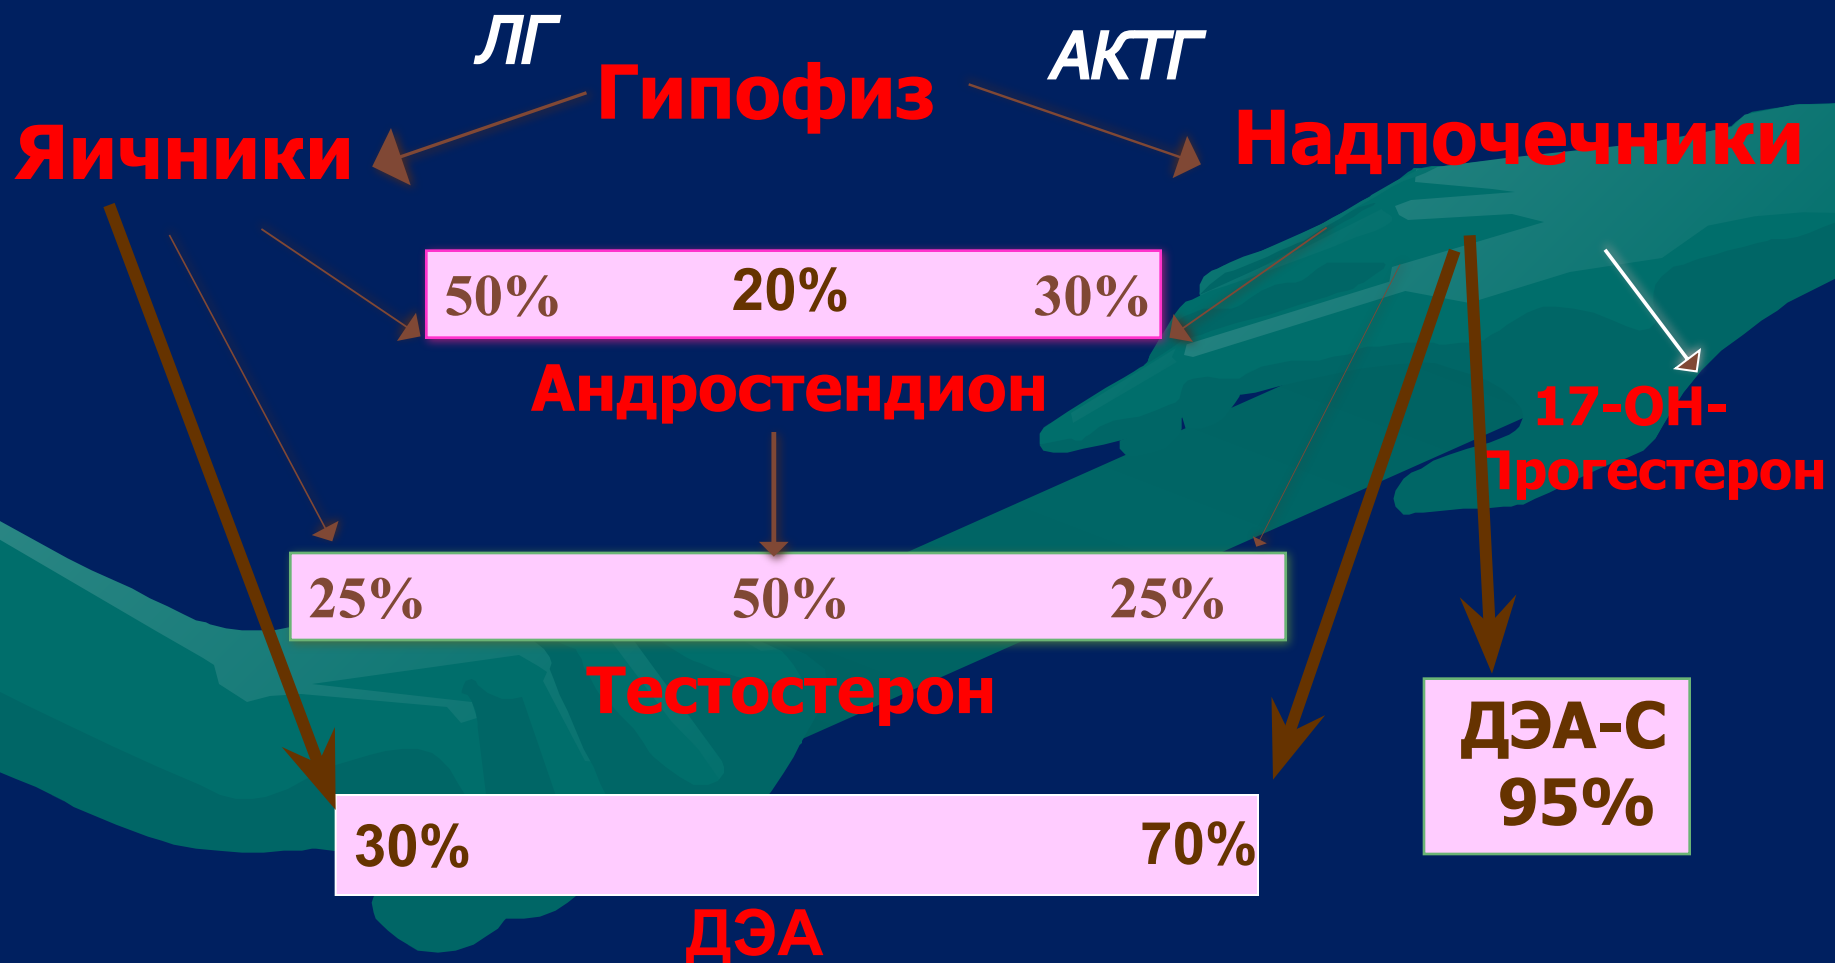 ЛГ
АКТГ
Гипофиз
Яичники
Надпочечники
50% 20% 30%
Андростендион
17-ОН-
Прогестерон
25% 50% 25%
Тестостерон
ДЭА-С
95%
30% 70%
ДЭА